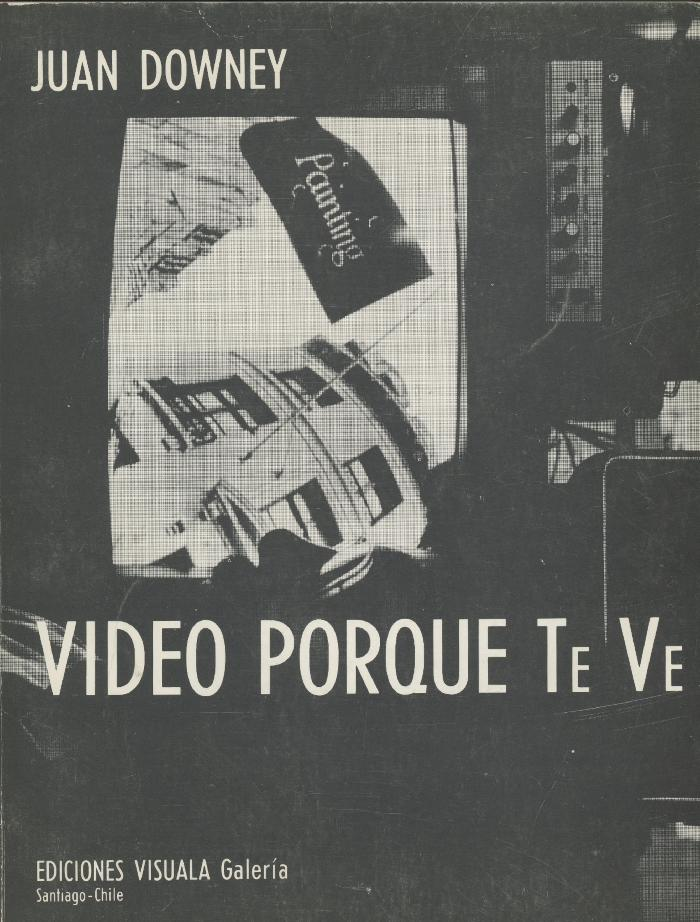 JUAN DOWNEY
Painting
VIDEO PORQUE TE VE
EDICIONES VISUALA Galería
Santiago-Chile